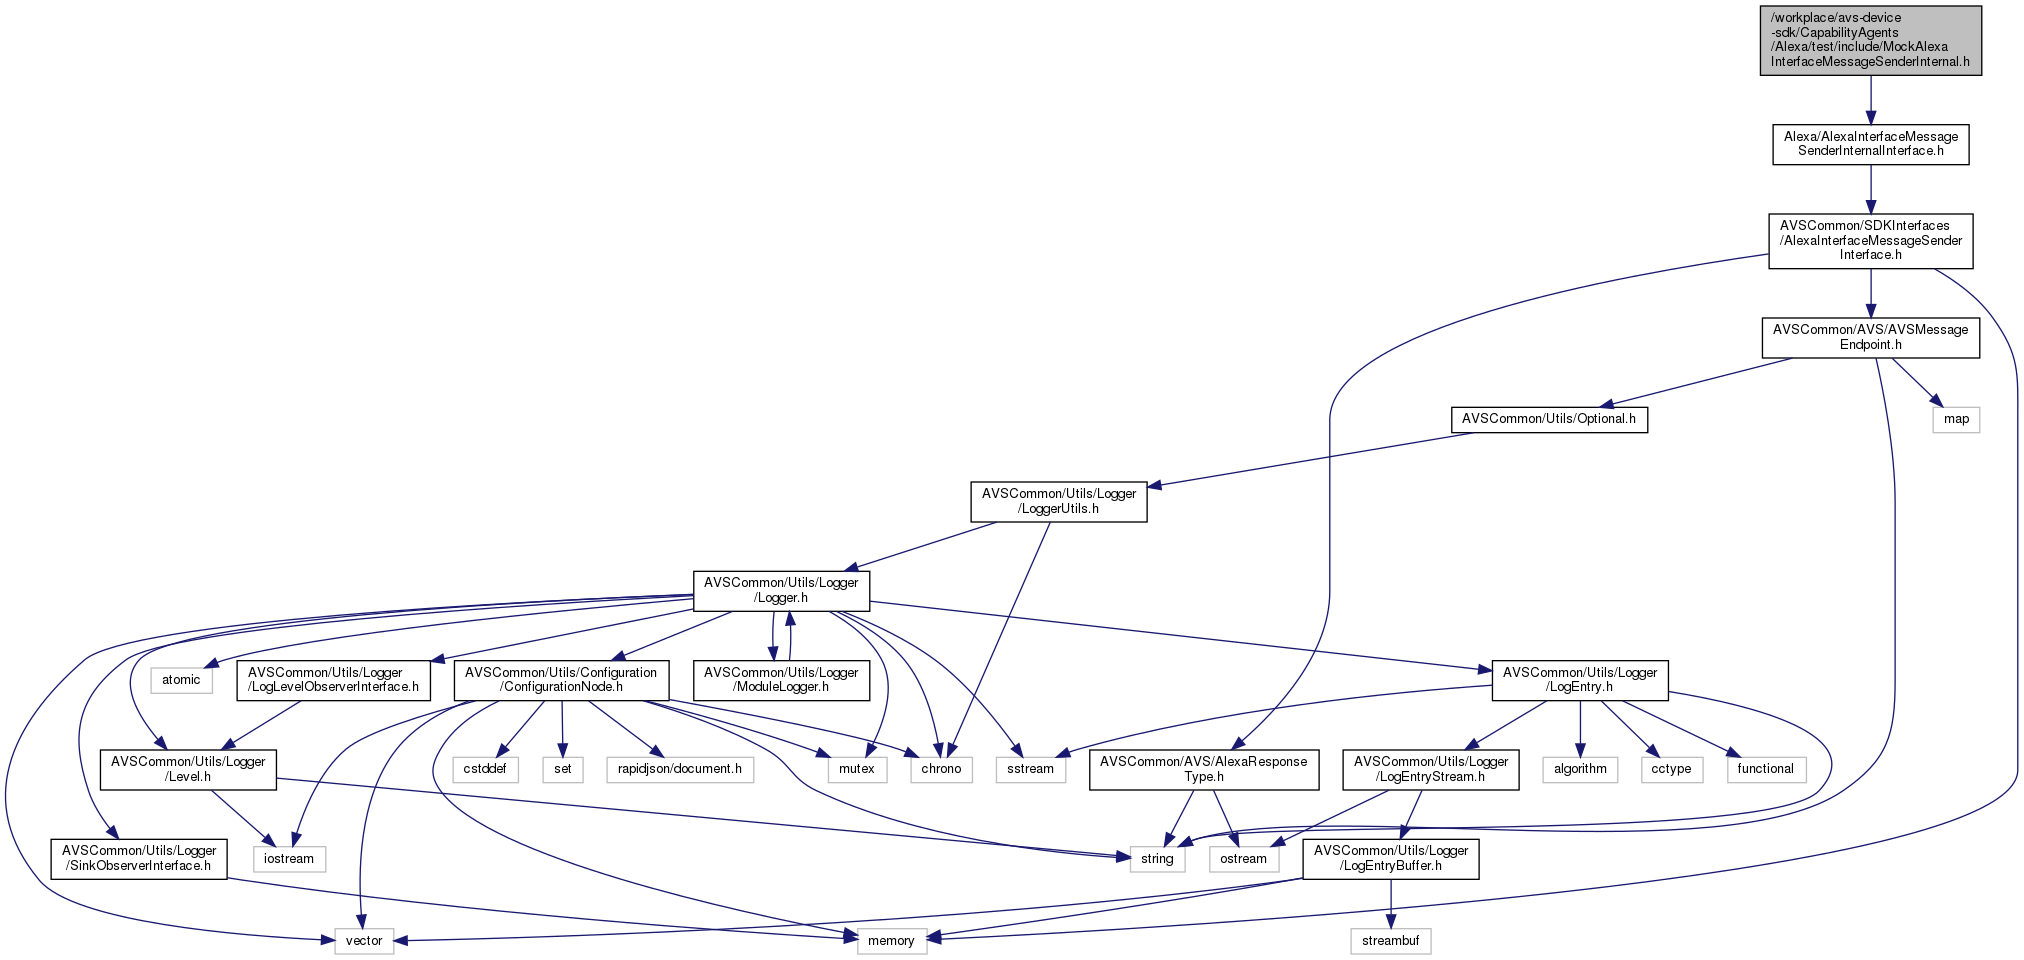 /workplace/avs-device
-sdk/CapabilityAgents
/Alexa/test/include/MockAlexa
InterfaceMessageSenderInternal.h
Alexa/AlexaInterfaceMessage
SenderInternalInterface.h
AVSCommon/SDKInterfaces
/AlexaInterfaceMessageSender
Interface.h
AVSCommon/AVS/AVSMessage
Endpoint.h
AVSCommon/Utils/Optional.h
map
AVSCommon/Utils/Logger
/LoggerUtils.h
AVSCommon/Utils/Logger
/Logger.h
atomic
AVSCommon/Utils/Logger
/LogLevelObserverInterface.h
AVSCommon/Utils/Configuration
/ConfigurationNode.h
AVSCommon/Utils/Logger
/ModuleLogger.h
AVSCommon/Utils/Logger
/LogEntry.h
AVSCommon/Utils/Logger
/Level.h
cstddef
set
rapidjson/document.h
mutex
chrono
sstream
AVSCommon/AVS/AlexaResponse
Type.h
AVSCommon/Utils/Logger
/LogEntryStream.h
algorithm
cctype
functional
AVSCommon/Utils/Logger
/SinkObserverInterface.h
iostream
string
ostream
AVSCommon/Utils/Logger
/LogEntryBuffer.h
vector
memory
streambuf